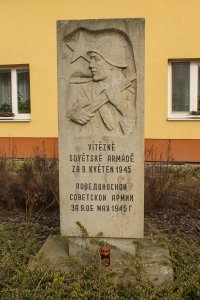 VÍTĚZNÉ
SOVĚTSKÉ ARMÁDĚ
ZA 9. KVĚTEN 1945
ПОБЕДОНОСНОЙ
СОВЕТСКОЙ АРМИИ
ЗА 9.ОЕ МАЯ 1945 Г.